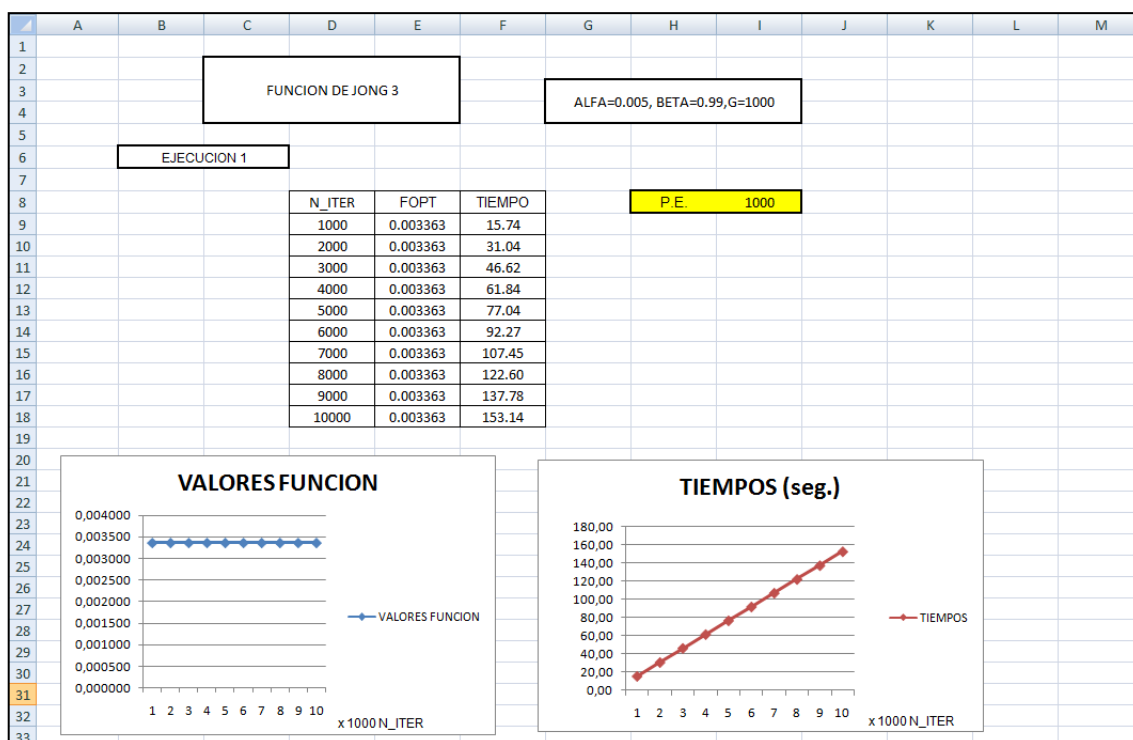 A B C D E F G H I J K L M
1
2
3 FUNCION DE JONG 3 ALFA=0.005, BETA=0.99,G=1000
4
5
6 EJECUCION 1
7
8 N_ITER FOPT TIEMPO P.E. 1000
9 1000 0.003363 15.74
10 2000 0.003363 31.04
11 3000 0.003363 46.62
12 4000 0.003363 61.84
13 5000 0.003363 77.04
14 6000 0.003363 92.27
15 7000 0.003363 107.45
16 8000 0.003363 122.60
17 9000 0.003363 137.78
18 10000 0.003363 153.14
19
20
21
22
23
24
25
26
27
28
29
30
31
32
33
VALORES FUNCION
0,004000
0,003500
0,003000
0,002500
0,002000
0,001500
0,001000
0,000500
0,000000
1 2 3 4 5 6 7 8 9 10
x 1000 N_ITER
VALORES FUNCION
TIEMPOS (seg.)
180,00
160,00
140,00
120,00
100,00
80,00
60,00
40,00
20,00
0,00
1 2 3 4 5 6 7 8 9 10
x 1000 N_ITER
TIEMPOS